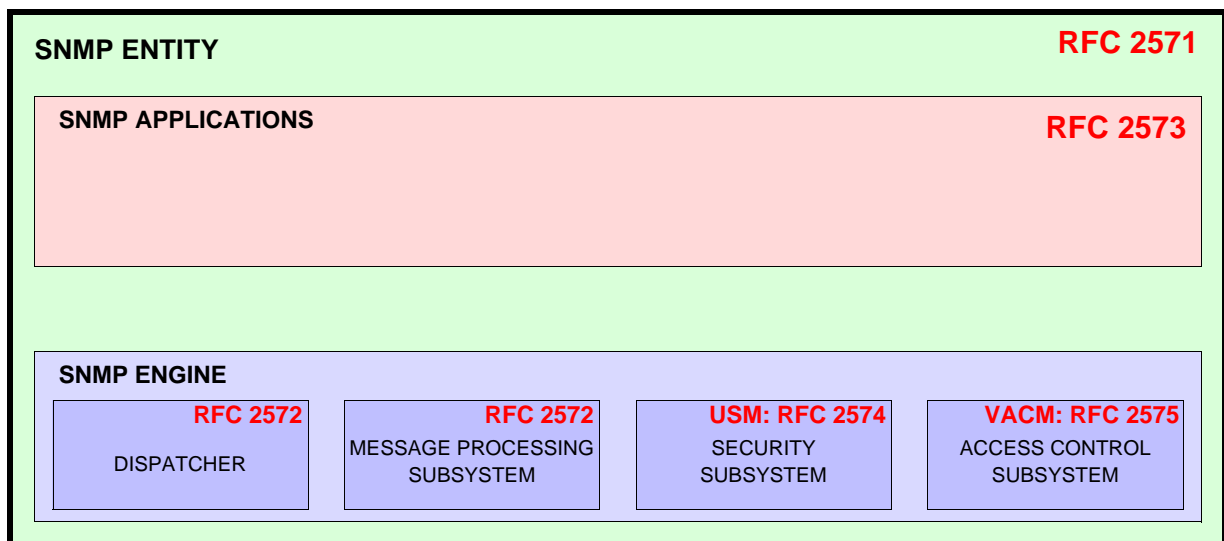 SNMP ENTITY
RFC 2571
SNMP APPLICATIONS
RFC 2573
SNMP ENGINE
RFC 2572
DISPATCHER
RFC 2572
MESSAGE PROCESSING
SUBSYSTEM
USM: RFC 2574
SECURITY
SUBSYSTEM
VACM: RFC 2575
ACCESS CONTROL
SUBSYSTEM